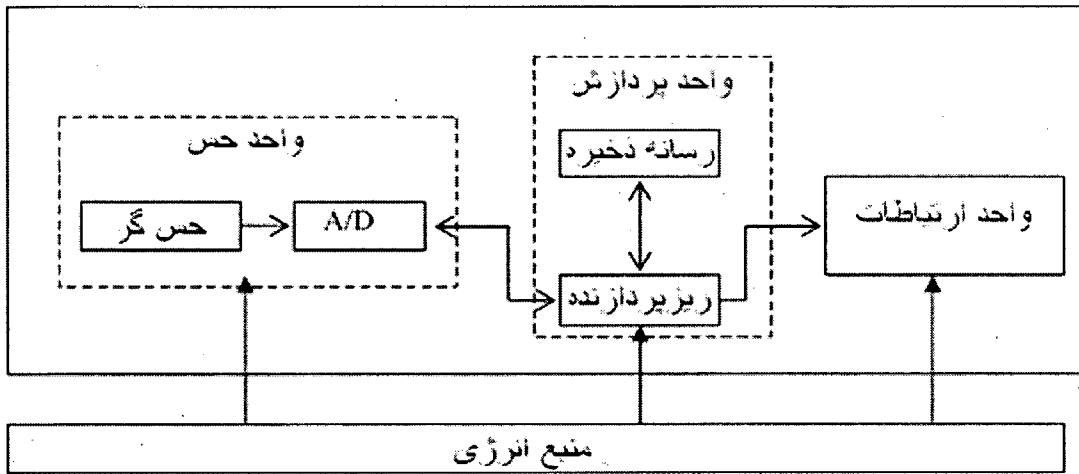 واحد پردازش
واحد حس
رسانه ذخیره
واحد ارتباطات
حس گر
A/D
ریزپردازنده
منبع انرژی